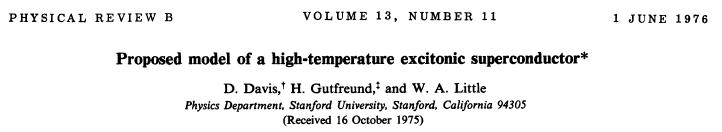 PHYSICAL REVIEW B VOLUME 13, NUMBER 11 1 JUNE 1976
Proposed model of a high-temperature excitonic superconductor*
D. Davis,† H. Gutfreund,‡ and W. A. Little
Physics Department, Stanford University, Stanford, California 94305
(Received 16 October 1975)